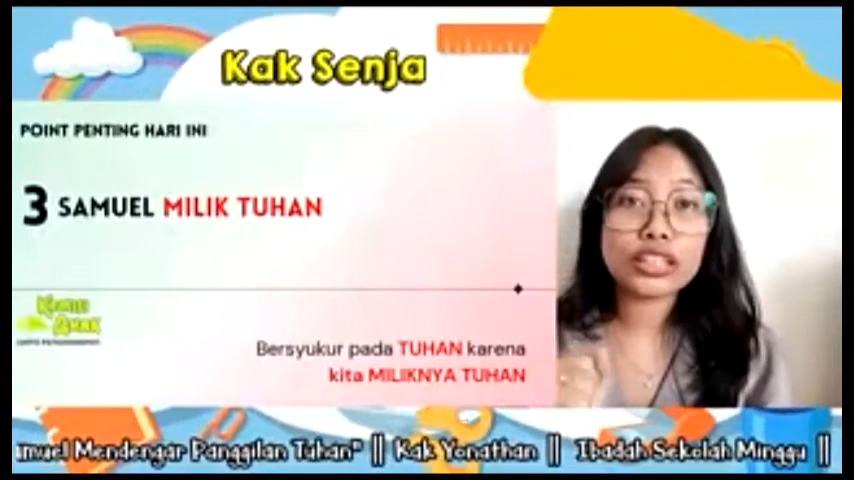 Kak Senja
POINT PENTING HARI INI
3 SAMUEL MILIK TUHAN
Bersyukur pada TUHAN karena
kita MILIKNYA TUHAN
amuel Mendengar Panggilan Tuhan" || Kak Yonathan || Ibadah Sekolah Minggu ||